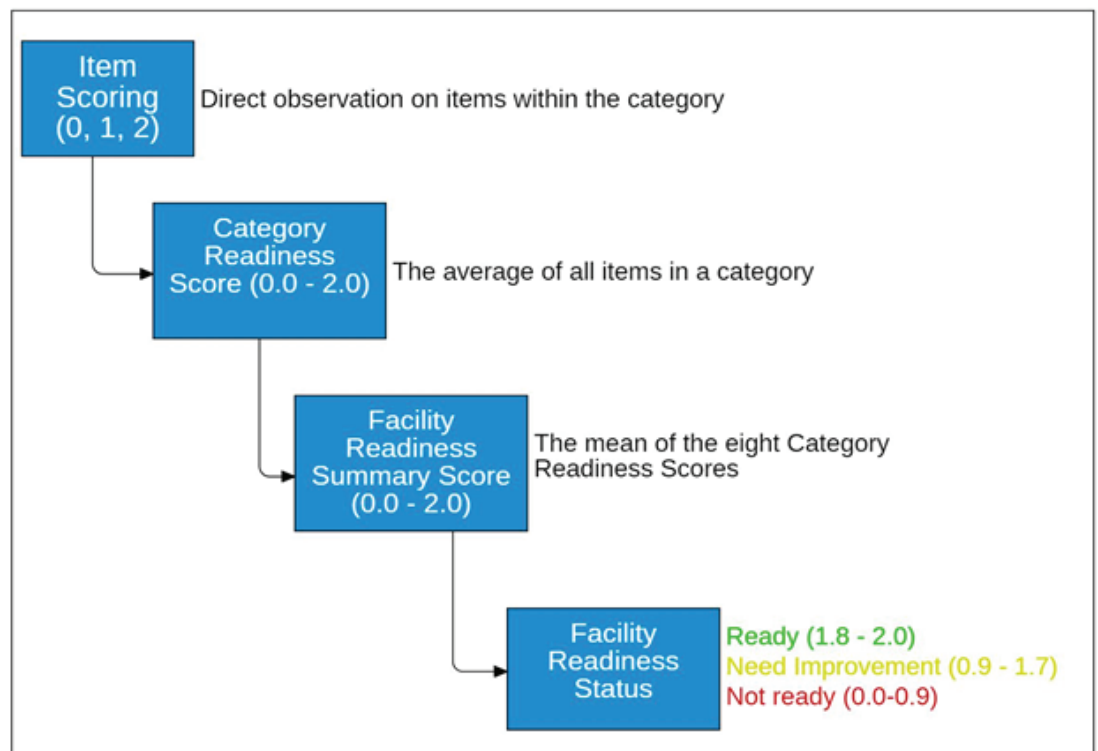 Item
Scoring
(0, 1, 2)
Direct observation on items within the category
Category
Readiness
Score (0.0 - 2.0)
The average of all items in a category
Facility
Readiness
Summary Score
(0.0 - 2.0)
The mean of the eight Category
Readiness Scores
Facility
Readiness
Status
Ready (1.8 - 2.0)
Need Improvement (0.9 - 1.7)
Not ready (0.0-0.9)